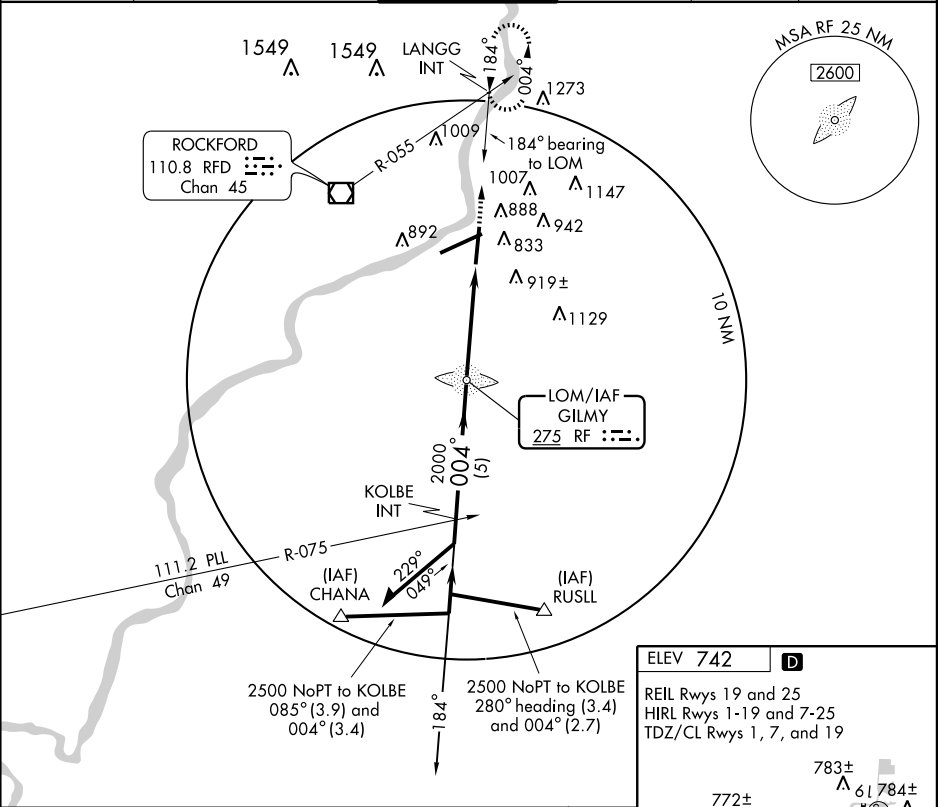 1549
1549
LANGG
INT
184°
004°
1273
MSA RF 25 NM
2600
ROCKFORD
110.8 RFD
Chan 45
R-055
1009
184° bearing
to LOM
1007
1147
888
942
892
833
919±
1129
10 NM
LOM/IAF
GILMY
275 RF
2000
004°
(5)
KOLBE
INT
111.2 PLL
Chan 49
R-075
229°
049°
(IAF)
CHANA
(IAF)
RUSLL
2500 NoPT to KOLBE
085° (3.9) and
004° (3.4)
184°
2500 NoPT to KOLBE
280° heading (3.4)
and 004° (2.7)
ELEV 742 D
REIL Rwys 19 and 25
HIRL Rwys 1-19 and 7-25
TDZ/CL Rwys 1, 7, and 19
783±
19
784±
772±